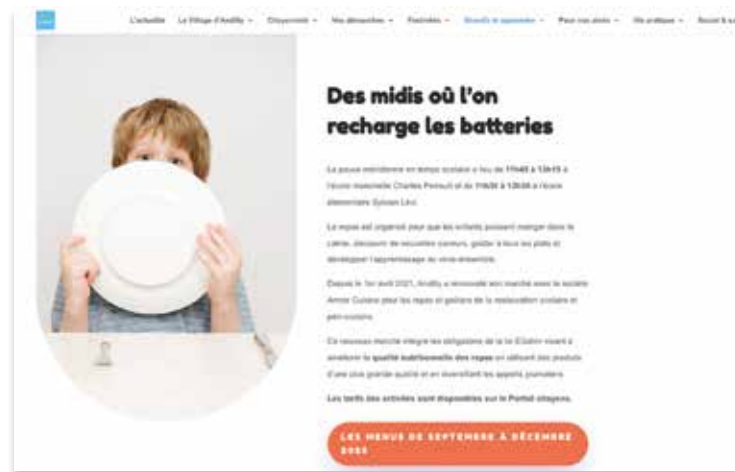 L'actualité Le Village d'Andilly Citoyenneté Vos démarches Festivités Grandir et apprendre Pour nos aînés Vie pratique Social &
Des midis où l'on
recharge les batteries
La pause méridienne en temps scolaire a lieu de 11h45 à 13h15 à
l'école maternelle Charles Perrault et de 11h30 à 13h30 à l'école
élémentaire Sylvain Lévi.
Le repas est organisé pour que les enfants puissent manger dans le
calme, découvrir de nouvelles saveurs, goûter à tous les plats et
développer l'apprentissage du vivre-ensemble.
Depuis le 1er avril 2021, Andilly a renouvelé son marché avec la société
Armor Cuisine pour les repas et goûters de la restauration scolaire et
péri-scolaire.
Ce nouveau marché intègre les obligations de la loi EGalim visant à
améliorer la qualité nutritionnelle des repas en utilisant des produits
d'une plus grande qualité et en diversifiant les apports journaliers.
Les tarifs des activités sont disponibles sur le Portail citoyens.
LES MENUS DE SEPTEMBRE À DÉCEMBRE